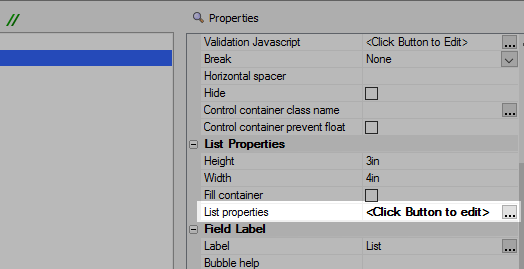 //
Properties
Validation Javascript <Click Button to Edit> ...
Break None
Horizontal spacer
Hide
Control container class name ...
Control container prevent float
List Properties
Height 3in
Width 4in
Fill container
List properties <Click Button to edit> ...
Field Label
Label List
Bubble help